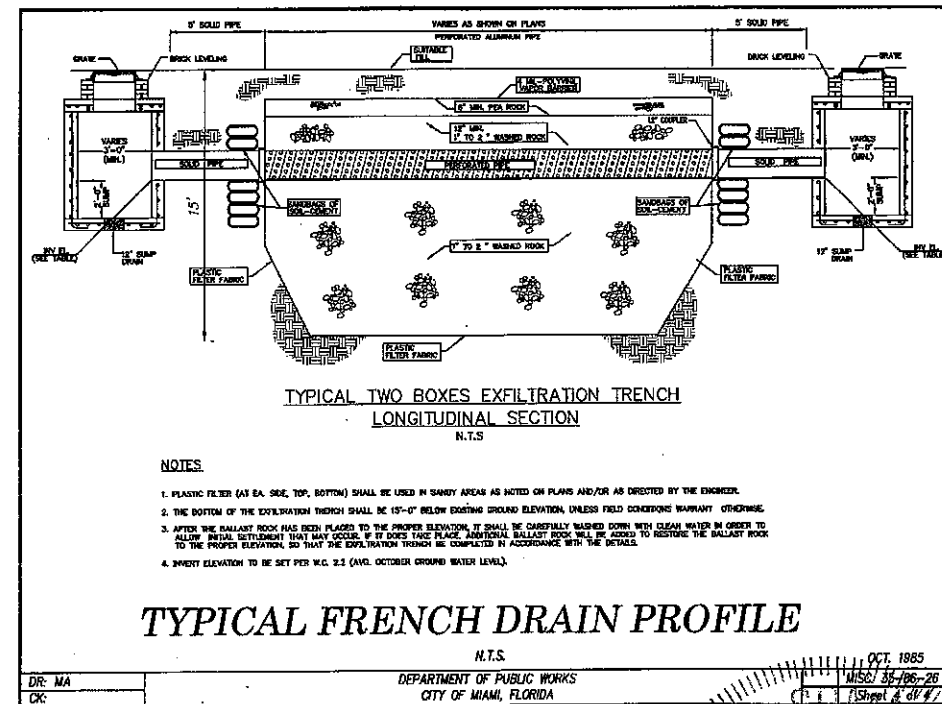 5' SOLID PIPE
VARIES AS SHOWN ON PLANS
5' SOLID PIPE
PERFORATED ALUMINUM PIPE
GRATE
BRICK LEVELING
SUITABLE
FILL
BRICK LEVELING
GRATE
VAPOR BARRIER
6" MIN. PEA ROCK
12" MIN.
1" TO 2" WASHED ROCK
12" COUPLER
VARIES
3'-0"
(MIN.)
SOLID PIPE
PERFORATED PIPE
SOLID PIPE
VARIES
3'-0"
(MIN.)
2'-0"
SUMP
15'
SANDBAGS OF
SOIL-CEMENT
SANDBAGS OF
SOIL-CEMENT
2'-0"
SUMP
1" TO 2" WASHED ROCK
INV EL.
(SEE TABLE)
12" SUMP
DRAIN
PLASTIC
FILTER FABRIC
PLASTIC
FILTER FABRIC
12" SUMP
DRAIN
INV EL.
(SEE TABLE)
PLASTIC
FILTER FABRIC
TYPICAL TWO BOXES EXFILTRATION TRENCH
LONGITUDINAL SECTION
N.T.S
NOTES
1. PLASTIC FILTER (AT EA. SIDE, TOP, BOTTOM) SHALL BE USED IN SANDY AREAS AS NOTED ON PLANS AND/OR AS DIRECTED BY THE ENGINEER.
2. THE BOTTOM OF THE EXFILTRATION TRENCH SHALL BE 15'-0" BELOW EXISTING GROUND ELEVATION, UNLESS FIELD CONDITIONS WARRANT OTHERWISE.
3. AFTER THE BALLAST ROCK HAS BEEN PLACED TO THE PROPER ELEVATION, IT SHALL BE CAREFULLY WASHED DOWN WITH CLEAN WATER IN ORDER TO
ALLOW INITIAL SETTLEMENT THAT MAY OCCUR. IF IT DOES TAKE PLACE, ADDITIONAL BALLAST ROCK WILL BE ADDED TO RESTORE THE BALLAST ROCK
TO THE PROPER ELEVATION, SO THAT THE EXFILTRATION TRENCH BE COMPLETED IN ACCORDANCE WITH THE DETAILS.
4. INVERT ELEVATION TO BE SET PER W.C. 2.2 (AVG. OCTOBER GROUND WATER LEVEL).
TYPICAL FRENCH DRAIN PROFILE
N.T.S.
OCT. 1985
DR: MA
DEPARTMENT OF PUBLIC WORKS
CK:
CITY OF MIAMI, FLORIDA
Sheet 4 of 4